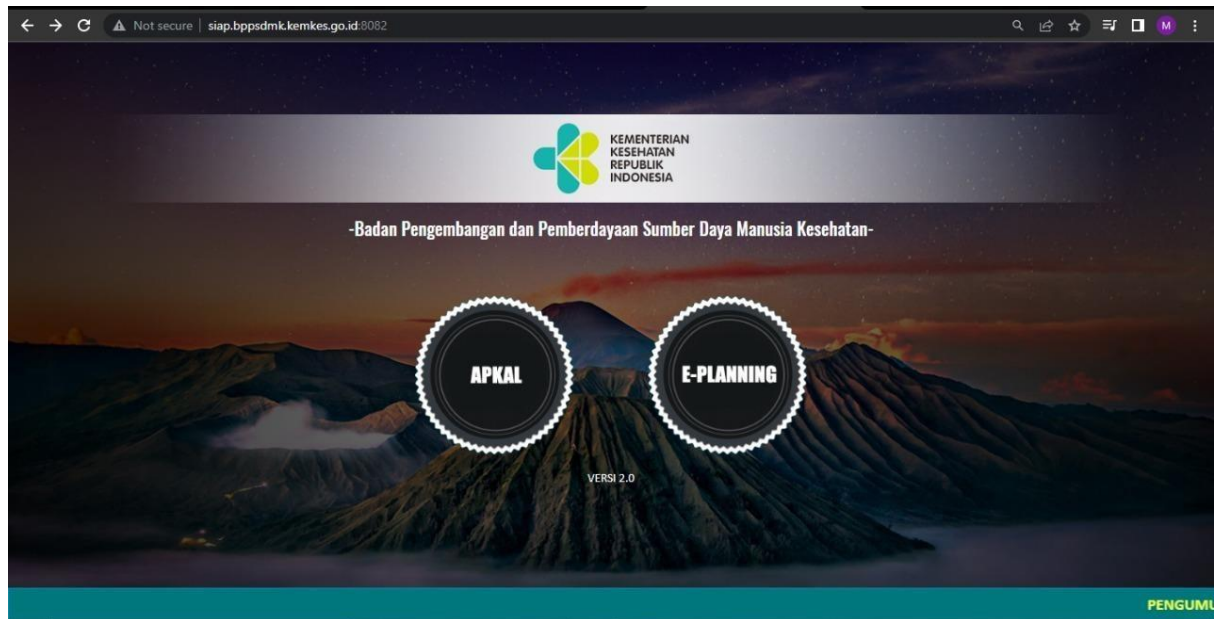 Not secure | siap.bppsdmk.kemkes.go.id:8082
M
KEMENTERIAN
KESEHATAN
REPUBLIK
INDONESIA
-Badan Pengembangan dan Pemberdayaan Sumber Daya Manusia Kesehatan-
APKAL
E-PLANNING
VERSI 2.0
PENGUMU